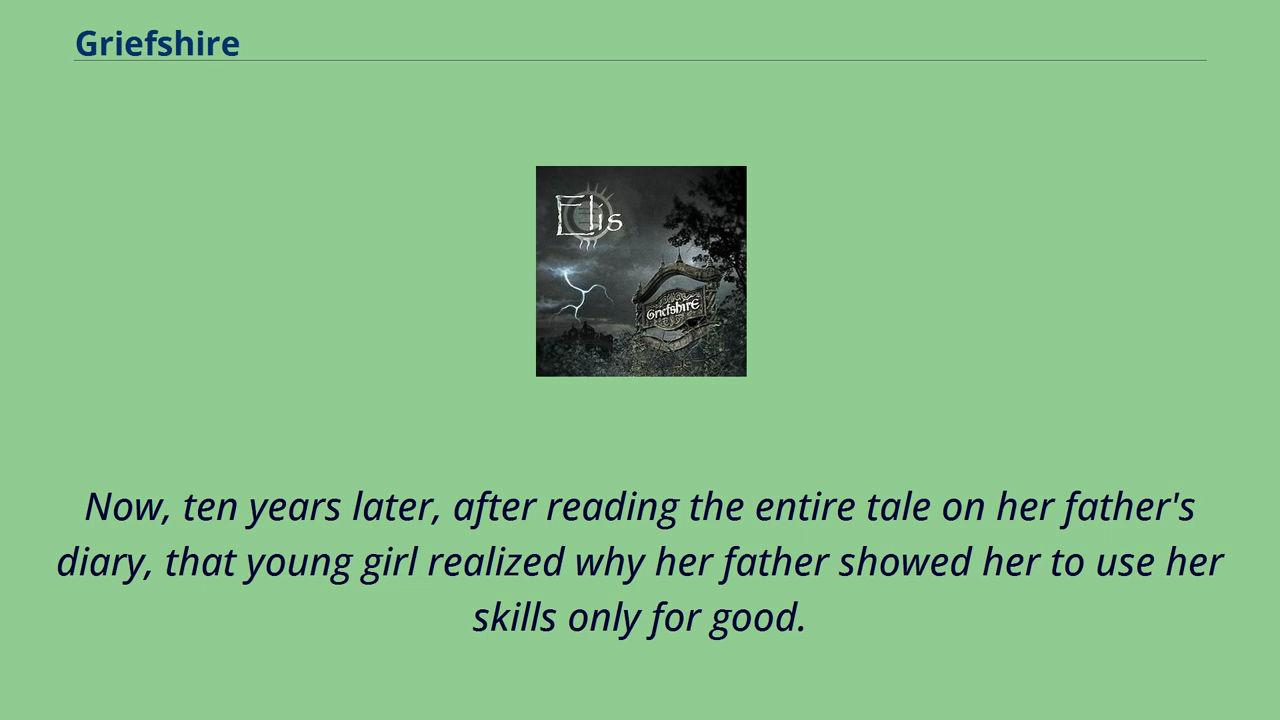 Griefshire
Elis
Griefshire
Now, ten years later, after reading the entire tale on her father's
diary, that young girl realized why her father showed her to use her
skills only for good.